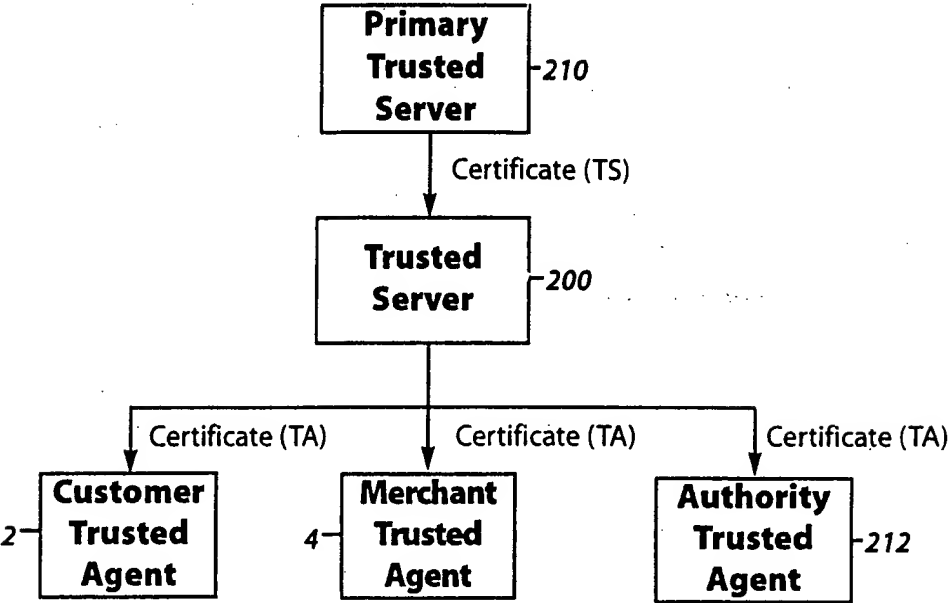 Primary
Trusted
Server
210
Certificate (TS)
Trusted
Server
200
Certificate (TA)
Certificate (TA)
Certificate (TA)
Customer
Trusted
Agent
2
Merchant
Trusted
Agent
4
Authority
Trusted
Agent
212